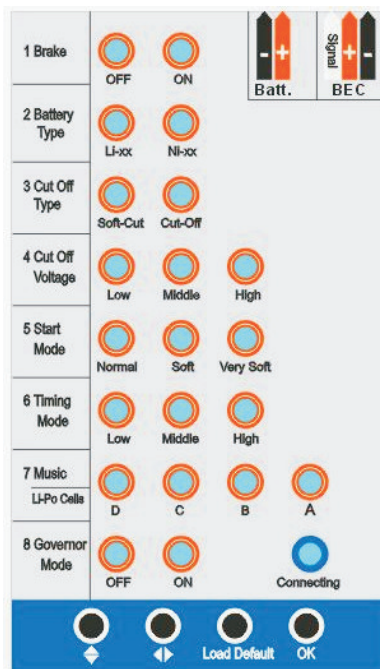 1 Brake
OFF ON
- + Signal + -
Batt. BEC
2 Battery
Type
Li-xx Ni-xx
3 Cut Off
Type
Soft-Cut Cut-Off
4 Cut Off
Voltage
Low Middle High
5 Start
Mode
Normal Soft Very Soft
6 Timing
Mode
Low Middle High
7 Music
Li-Po Cells
D C B A
8 Governor
Mode
OFF ON Connecting
Load Default OK